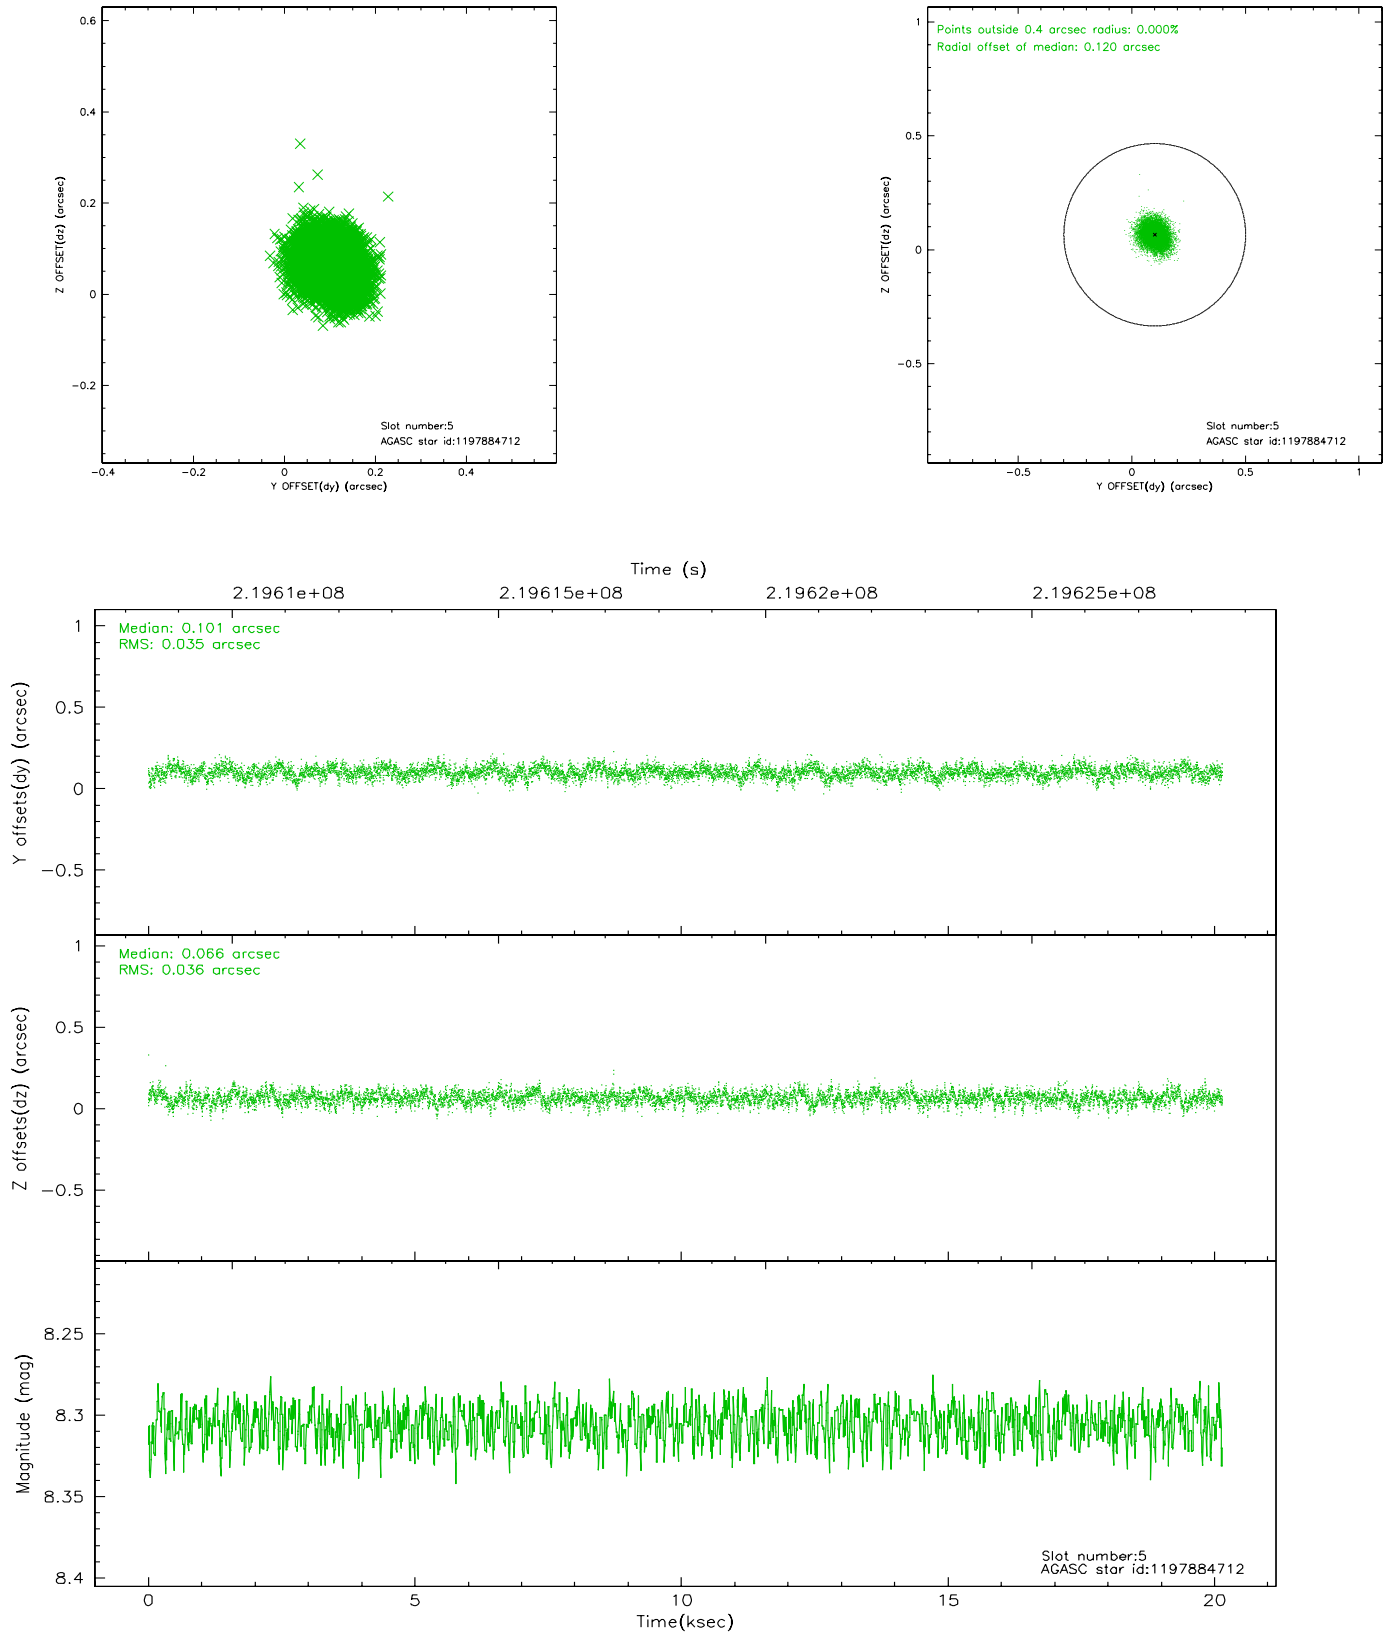 0.6
0.4
0.2
0
−0.2
Z OFFSET(dz) (arcsec)
Slot number:5
AGASC star id:1197884712
−0.4 −0.2 0 0.2 0.4
Y OFFSET(dy) (arcsec)
Points outside 0.4 arcsec radius: 0.000%
Radial offset of median: 0.120 arcsec
1
0.5
0
−0.5
Z OFFSET(dz) (arcsec)
Slot number:5
AGASC star id:1197884712
−0.5 0 0.5 1
Y OFFSET(dy) (arcsec)
Time (s)
2.1961e+08 2.19615e+08 2.1962e+08 2.19625e+08
Median: 0.101 arcsec
RMS: 0.035 arcsec
1
0.5
0
−0.5
Y offsets(dy) (arcsec)
Median: 0.066 arcsec
RMS: 0.036 arcsec
1
0.5
0
−0.5
Z offsets(dz) (arcsec)
8.25
8.3
8.35
8.4
Magnitude (mag)
Slot number:5
AGASC star id:1197884712
0 5 10 15 20
Time(ksec)